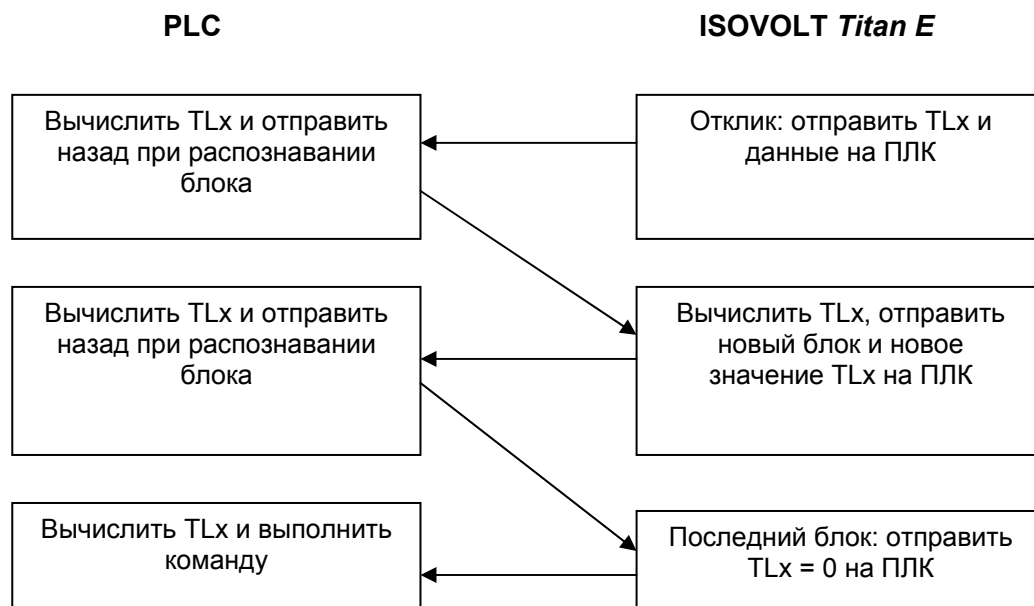 PLC
ISOVOLT Titan E
Вычислить TLx и отправить
назад при распознавании
блока
Отклик: отправить TLx и
данные на ПЛК
Вычислить TLx и отправить
назад при распознавании
блока
Вычислить TLx, отправить
новый блок и новое
значение TLx на ПЛК
Вычислить TLx и выполнить
команду
Последний блок: отправить
TLx = 0 на ПЛК